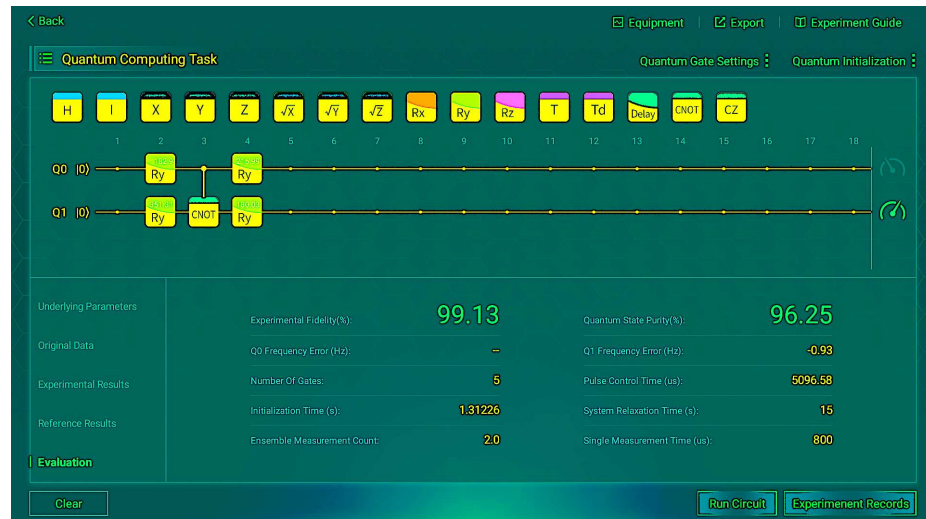 < Back
Equipment
Export
Experiment Guide
Quantum Computing Task
Quantum Gate Settings
Quantum Initialization
H I X Y Z √X √Y √Z Rx Ry Rz T Td Delay CNOT CZ
1 2 3 4 5 6 7 8 9 10 11 12 13 14 15 16 17 18
Q0 |0⟩ Ry Ry
Q1 |0⟩ Ry CNOT Ry
Underlying Parameters
Original Data
Experimental Results
Reference Results
Evaluation
Experimental Fidelity(%): 99.13 Quantum State Purity(%): 96.25
Q0 Frequency Error (Hz): -- Q1 Frequency Error (Hz): -0.93
Number Of Gates: 5 Pulse Control Time (us): 5096.58
Initialization Time (s): 1.31226 System Relaxation Time (s): 15
Ensemble Measurement Count: 2.0 Single Measurement Time (us): 800
Clear
Run Circuit
Experimenent Records